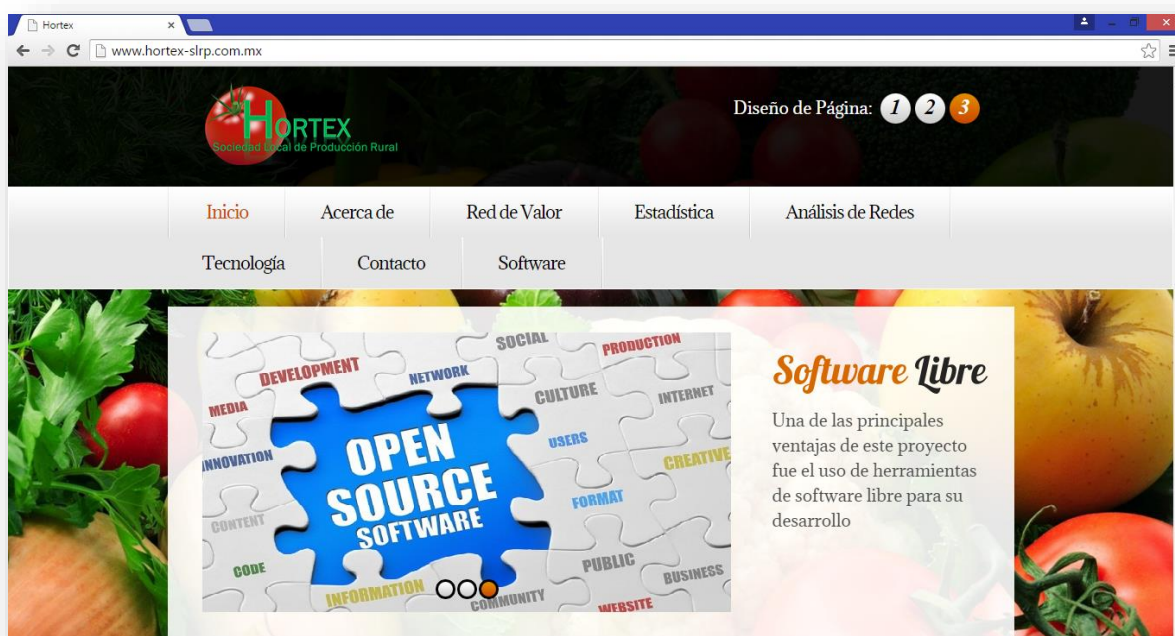 Hortex
www.hortex-slrp.com.mx
HORTEX
Sociedad Local de Producción Rural
Diseño de Página: 1 2 3
Inicio Acerca de Red de Valor Estadística Análisis de Redes
Tecnología Contacto Software
SOCIAL
PRODUCTION
DEVELOPMENT
NETWORK
CULTURE
INTERNET
MEDIA
USERS
INNOVATION
OPEN
SOURCE
SOFTWARE
CREATIVE
FORMAT
CONTENT
CODE
PUBLIC
BUSINESS
INFORMATION
COMMUNITY
WEBSITE
Software Libre
Una de las principales
ventajas de este proyecto
fue el uso de herramientas
de software libre para su
desarrollo